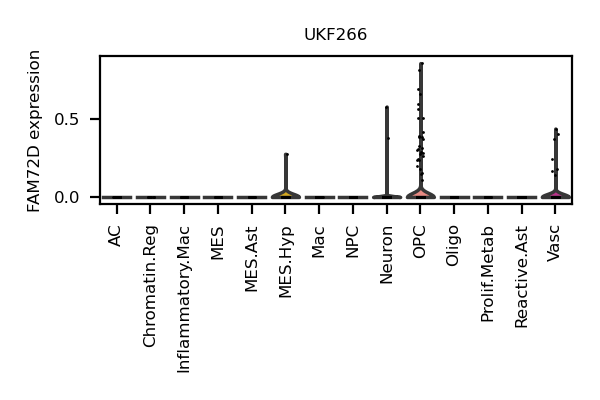 UKF266
FAM72D expression
0.5
0.0
AC
Chromatin.Reg
Inflammatory.Mac
MES
MES.Ast
MES.Hyp
Mac
NPC
Neuron
OPC
Oligo
Prolif.Metab
Reactive.Ast
Vasc